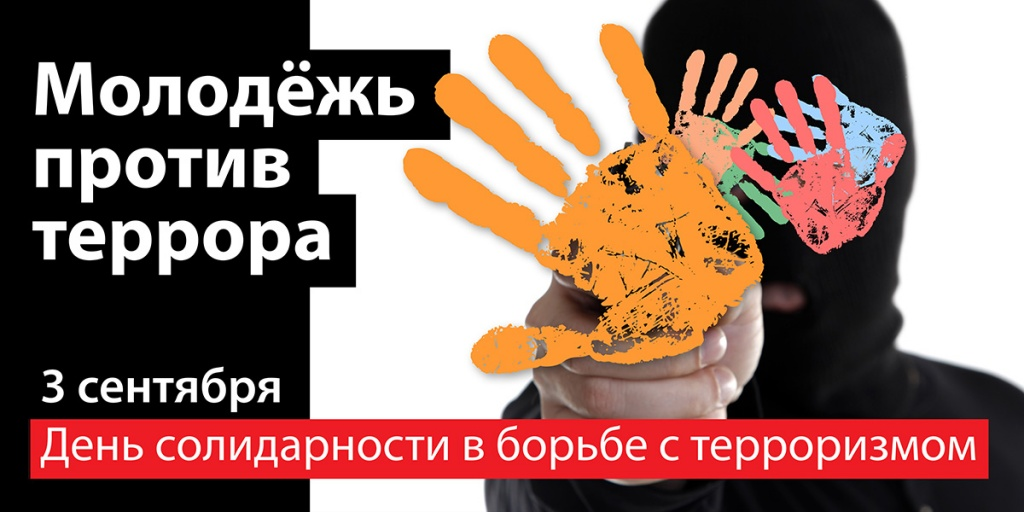 Молодёжь
против
террора
3 сентября
День солидарности в борьбе с терроризмом